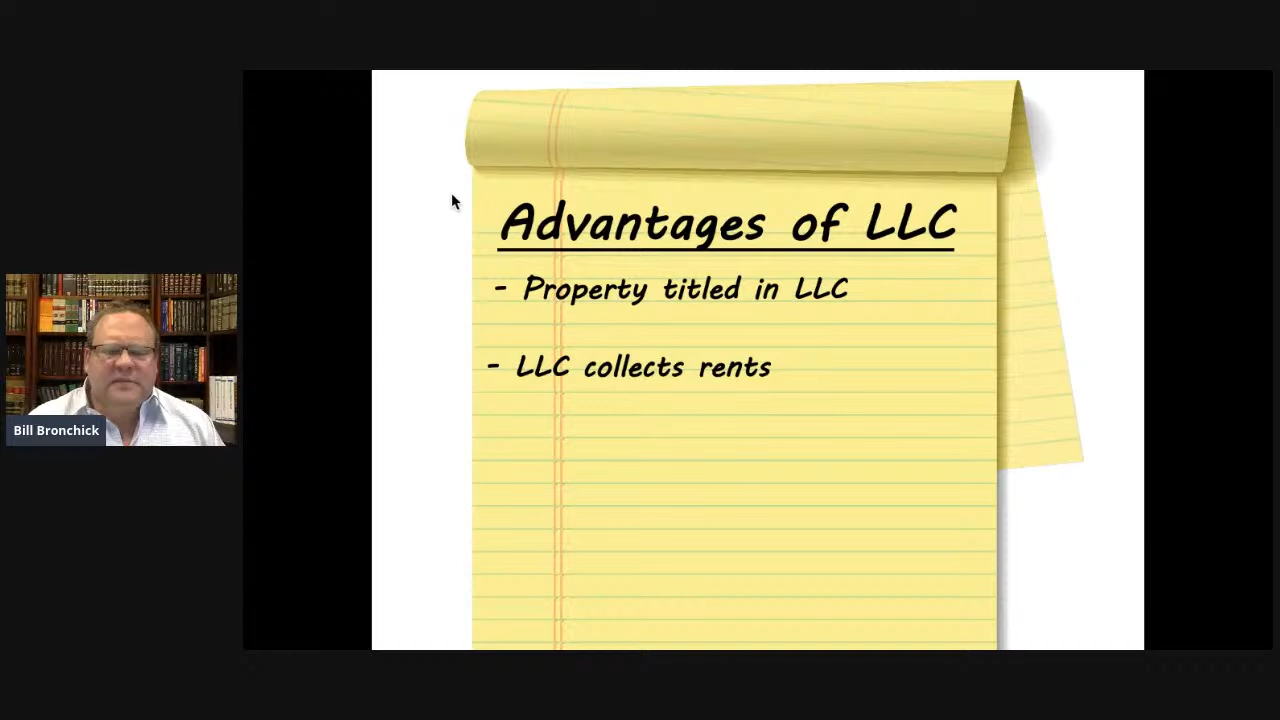 Advantages of LLC
- Property titled in LLC
- LLC collects rents
Bill Bronchick